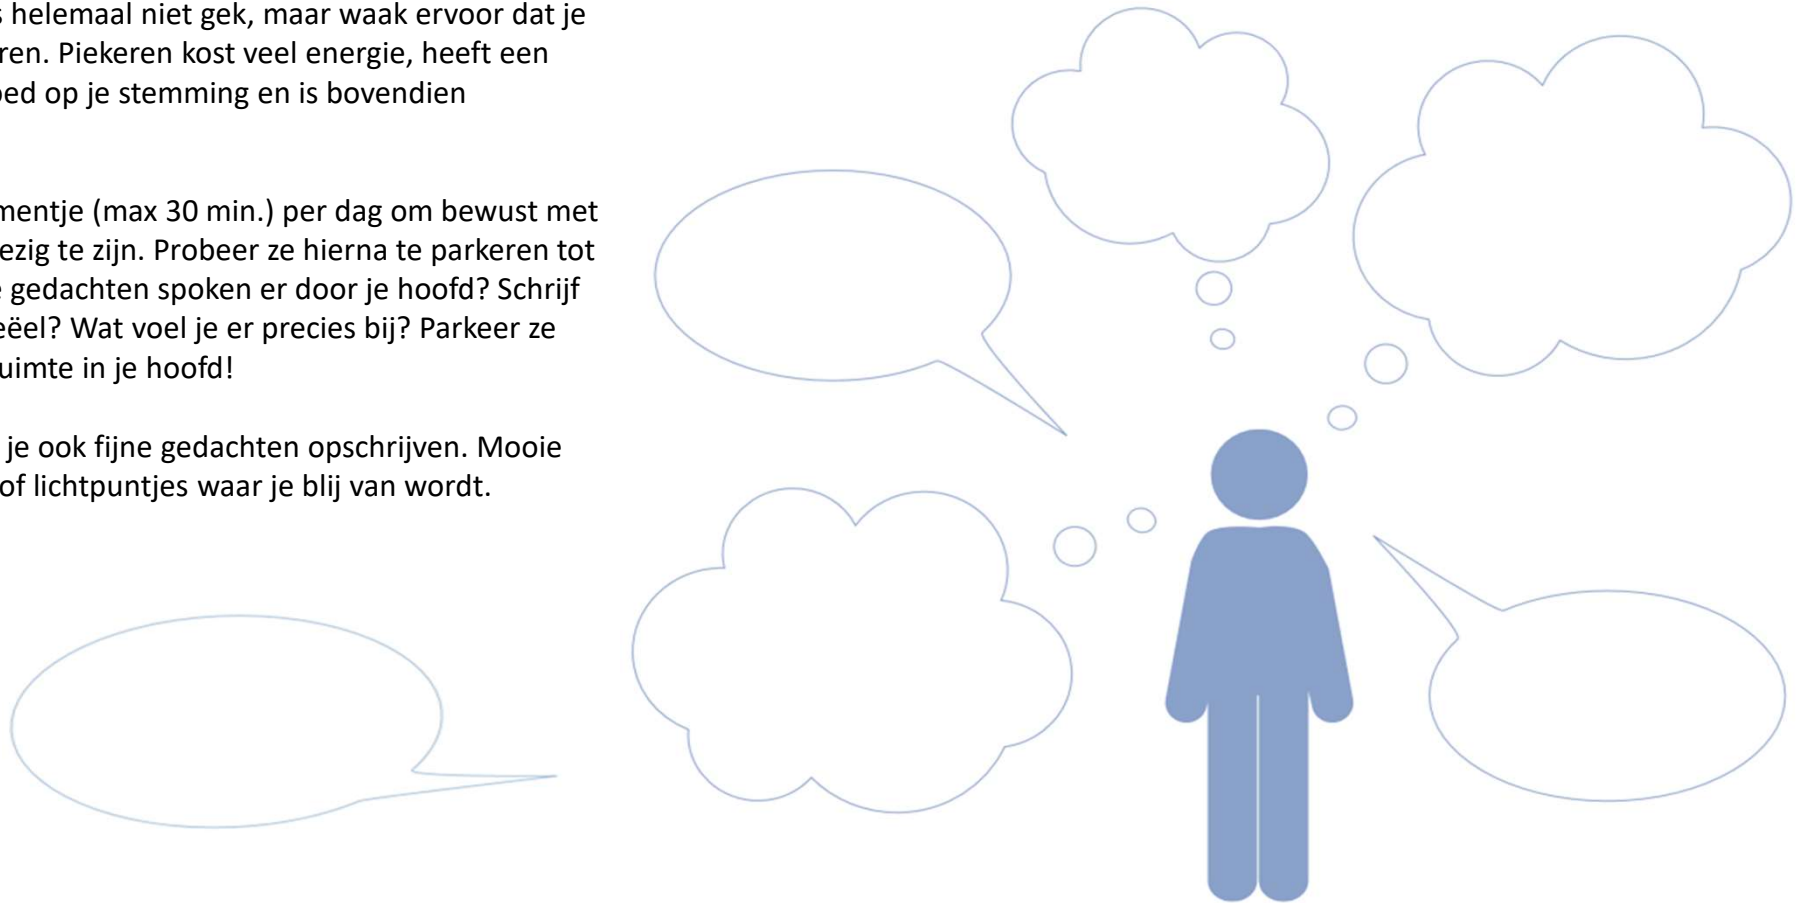 s helemaal niet gek, maar waak ervoor dat je
ren. Piekeren kost veel energie, heeft een
oed op je stemming en is bovendien
mentje (max 30 min.) per dag om bewust met
ezig te zijn. Probeer ze hierna te parkeren tot
e gedachten spoken er door je hoofd? Schrijf
eëel? Wat voel je er precies bij? Parkeer ze
uimte in je hoofd!
je ook fijne gedachten opschrijven. Mooie
of lichtpuntjes waar je blij van wordt.